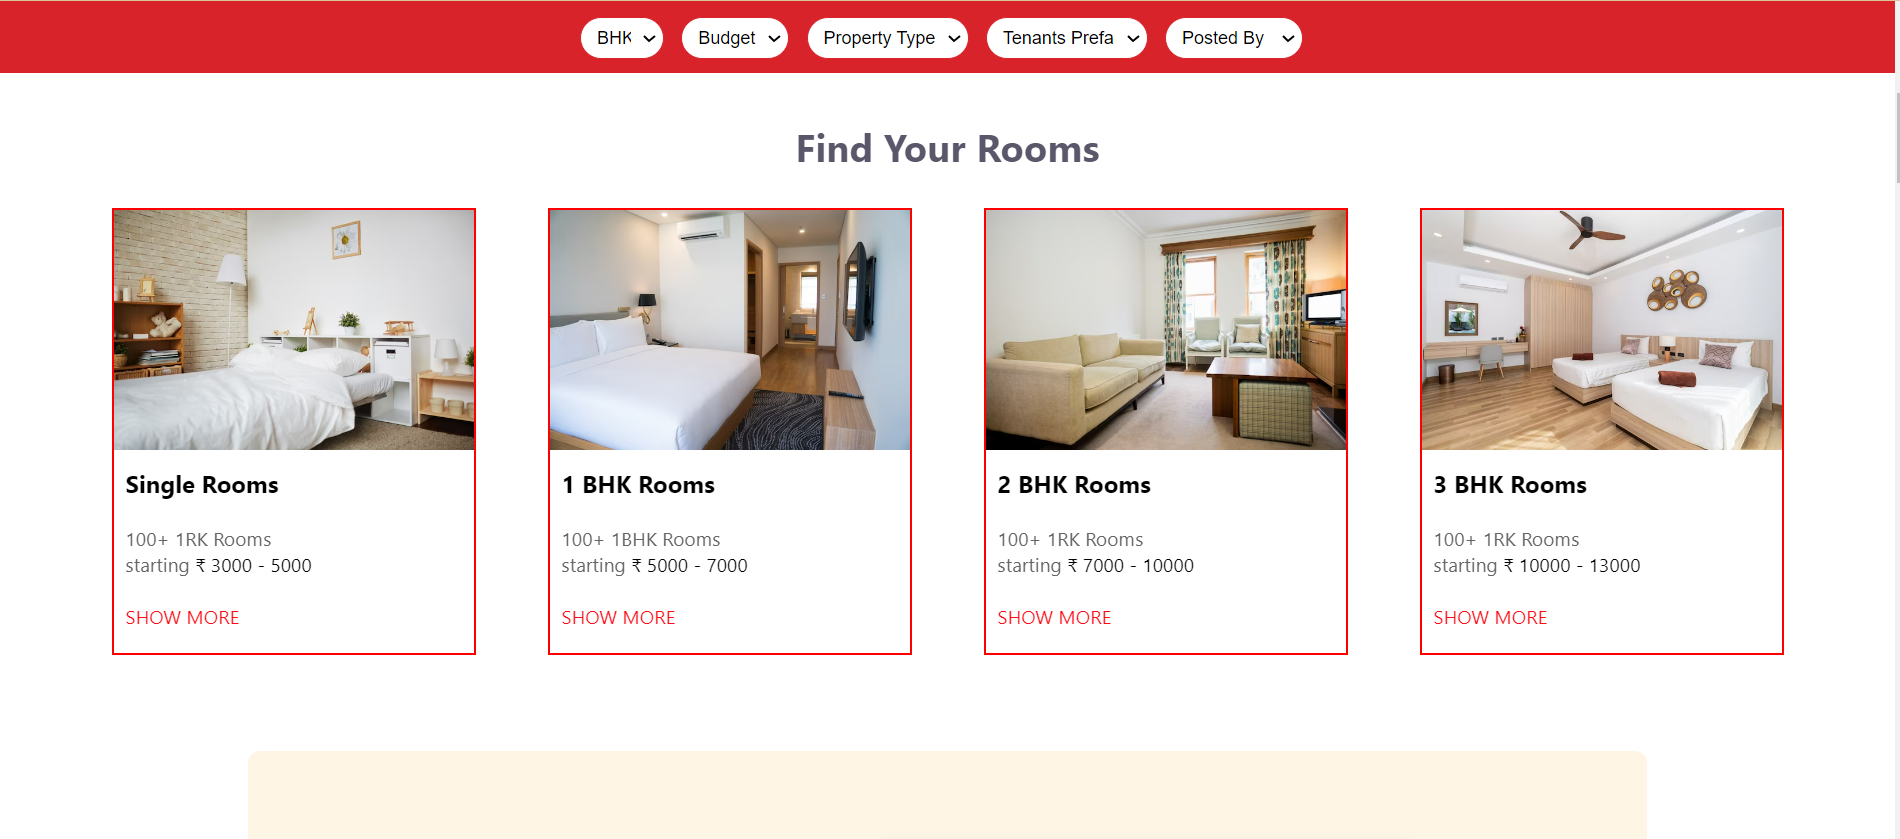 BHK
Budget
Property Type
Tenants Prefa
Posted By
Find Your Rooms
Single Rooms
100+ 1RK Rooms
starting ₹ 3000 - 5000
SHOW MORE
1 BHK Rooms
100+ 1BHK Rooms
starting ₹ 5000 - 7000
SHOW MORE
2 BHK Rooms
100+ 1RK Rooms
starting ₹ 7000 - 10000
SHOW MORE
3 BHK Rooms
100+ 1RK Rooms
starting ₹ 10000 - 13000
SHOW MORE